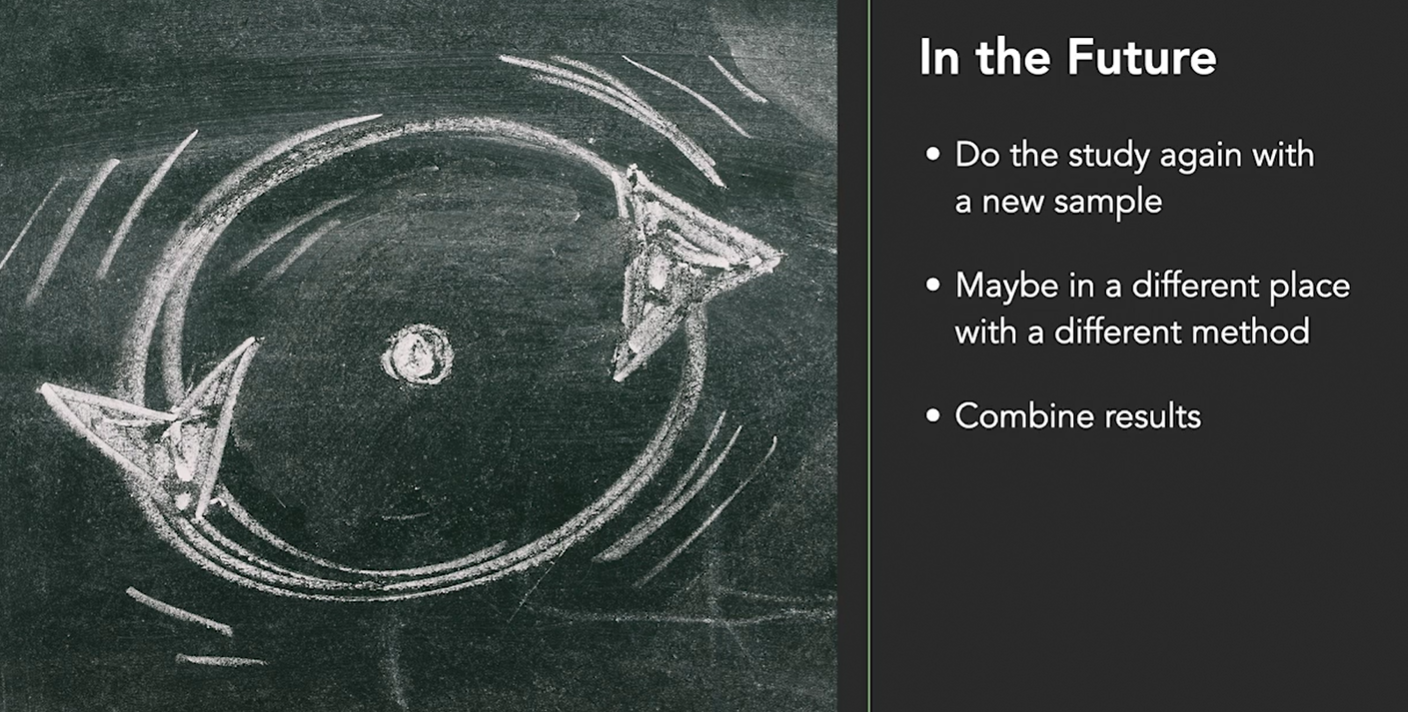 In the Future
• Do the study again with
a new sample
• Maybe in a different place
with a different method
• Combine results